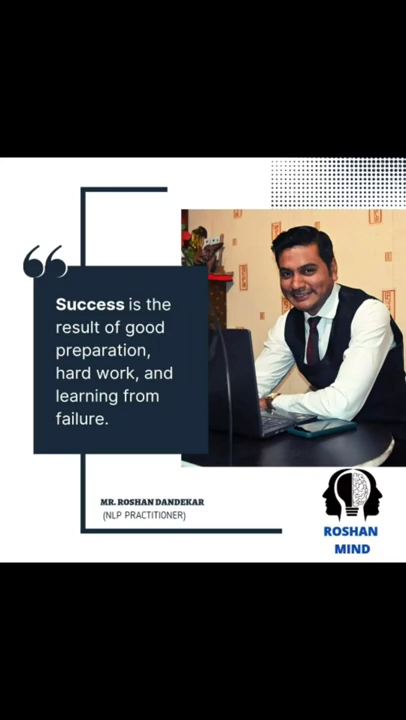 Success is the
result of good
preparation,
hard work, and
learning from
failure.
MR. ROSHAN DANDEKAR
(NLP PRACTITIONER)
ROSHAN
MIND